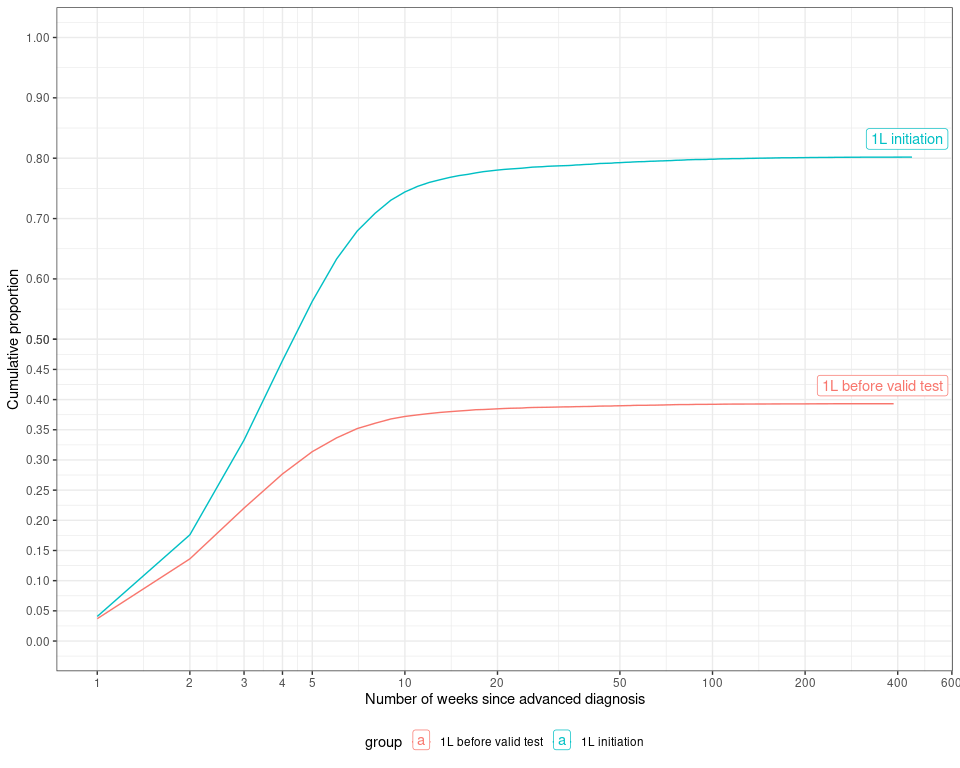 1.00
0.90
0.80
0.70
0.60
0.50
0.45
0.40
0.35
0.30
0.25
0.20
0.15
0.10
0.05
0.00
Cumulative proportion
1L initiation
1L before valid test
1 2 3 4 5 10 20 50 100 200 400 600
Number of weeks since advanced diagnosis
group a 1L before valid test a 1L initiation